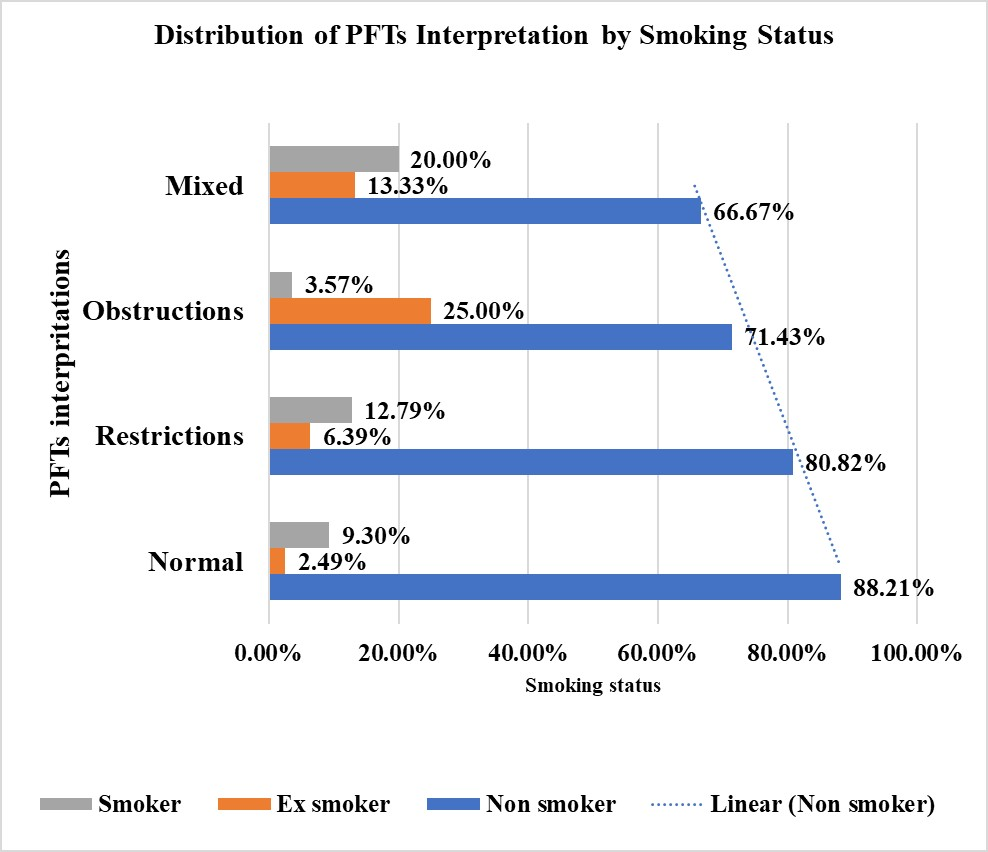 Distribution of PFTs Interpretation by Smoking Status
PFTs interpritations
Mixed
20.00%
13.33%
66.67%
Obstructions
3.57%
25.00%
71.43%
Restrictions
12.79%
6.39%
80.82%
Normal
9.30%
2.49%
88.21%
0.00% 20.00% 40.00% 60.00% 80.00% 100.00%
Smoking status
Smoker Ex smoker Non smoker Linear (Non smoker)